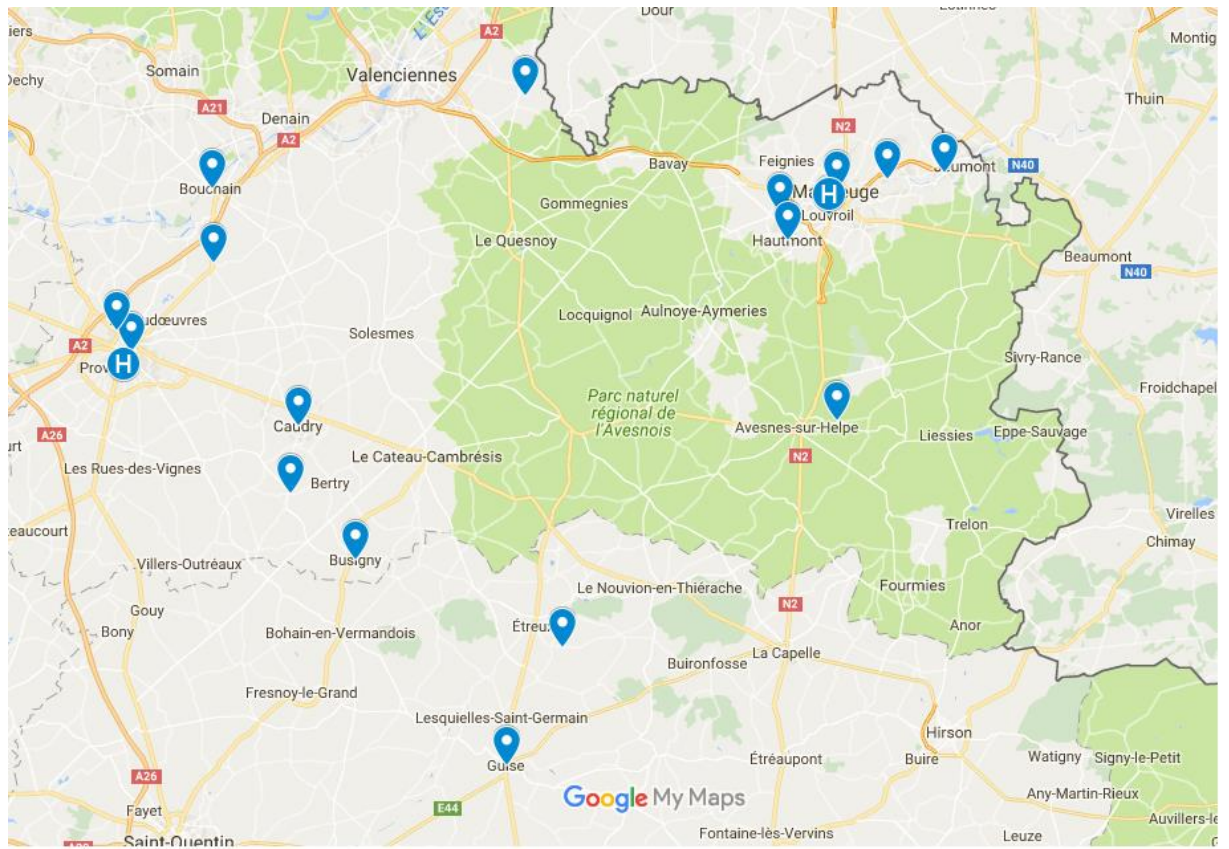 Dour
Montig
Somain
Valenciennes
A2
Dechy
A21
Denain
Thuin
A2
N2
Bavay
Feignies
N40
Bouchain
Gommegnies
Louvroil
Le Quesnoy
Hautmont
Beaumont
N40
Locquignol
Aulnoye-Aymeries
Solesmes
A2
Sivry-Rance
Froidchapel
Parc naturel
régional de
l'Avesnois
Caudry
Avesnes-sur-Helpe
Liessies
Eppe-Sauvage
A26
N2
Les Rues-des-Vignes
Le Cateau-Cambrésis
Bertry
Virelles
Trelon
Chimay
Busigny
Villers-Outréaux
Le Nouvion-en-Thiérache
Fourmies
N2
Gouy
Étreux
Anor
Bony
Bohain-en-Vermandois
La Capelle
Buironfosse
Fresnoy-le-Grand
Lesquielles-Saint-Germain
Hirson
Étréaupont
Buire
Watigny
Signy-le-Petit
Guise
A26
Google My Maps
Any-Martin-Rieux
E44
Fayet
Auvillers-le
Fontaine-lès-Vervins
Leuze
Saint-Quentin